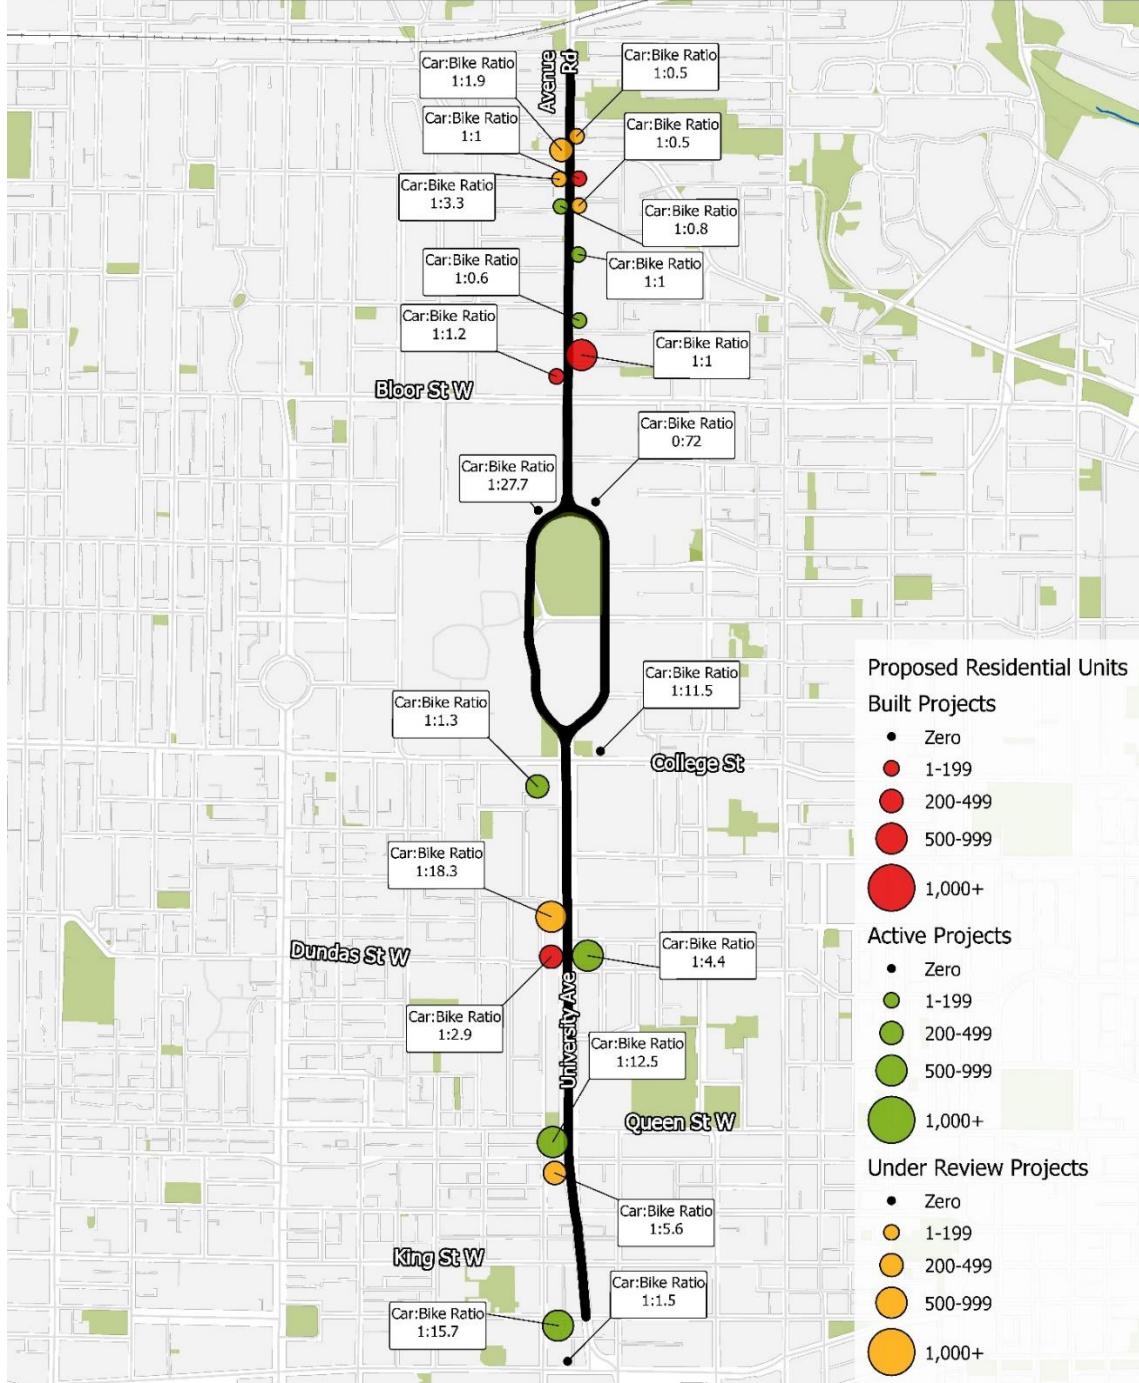 Avenue
Rd
Car:Bike Ratio
1:1.9
Car:Bike Ratio
1:0.5
Car:Bike Ratio
1:1
Car:Bike Ratio
1:0.5
Car:Bike Ratio
1:3.3
Car:Bike Ratio
1:0.8
Car:Bike Ratio
1:0.6
Car:Bike Ratio
1:1
Car:Bike Ratio
1:1.2
Car:Bike Ratio
1:1
Bloor St W
Car:Bike Ratio
0:72
Car:Bike Ratio
1:27.7
Car:Bike Ratio
1:11.5
Car:Bike Ratio
1:1.3
College St
Car:Bike Ratio
1:18.3
Dundas St W
Car:Bike Ratio
1:4.4
Car:Bike Ratio
1:2.9
University Ave
Car:Bike Ratio
1:12.5
Queen St W
Car:Bike Ratio
1:5.6
King St W
Car:Bike Ratio
1:1.5
Car:Bike Ratio
1:15.7
Proposed Residential Units
Built Projects
Zero
1-199
200-499
500-999
1,000+
Active Projects
Zero
1-199
200-499
500-999
1,000+
Under Review Projects
Zero
1-199
200-499
500-999
1,000+